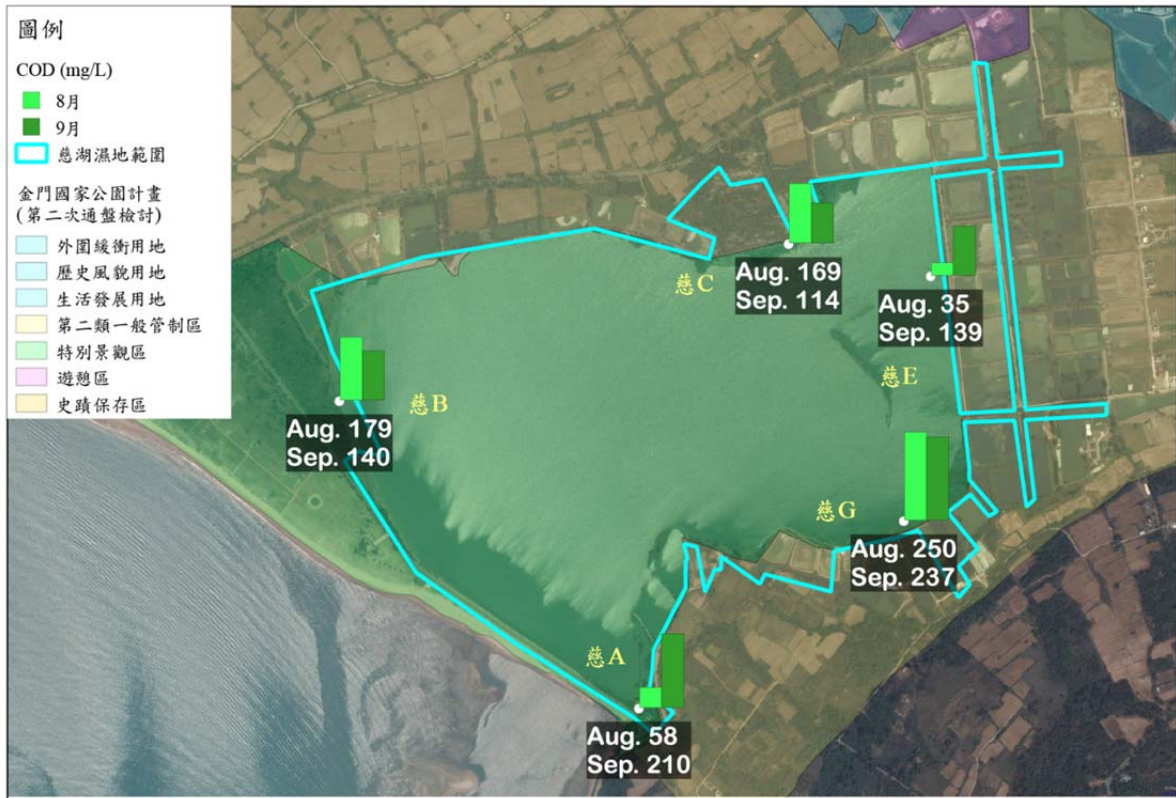 圖例
COD (mg/L)
8月
9月
慈湖濕地範圍
金門國家公園計畫
(第二次通盤檢討)
外圍緩衝用地
歷史風貌用地
生活發展用地
第二類一般管制區
特別景觀區
遊憩區
史蹟保存區
慈C
Aug. 169
Sep. 114
Aug. 35
Sep. 139
慈E
慈B
Aug. 179
Sep. 140
慈G
Aug. 250
Sep. 237
慈A
Aug. 58
Sep. 210